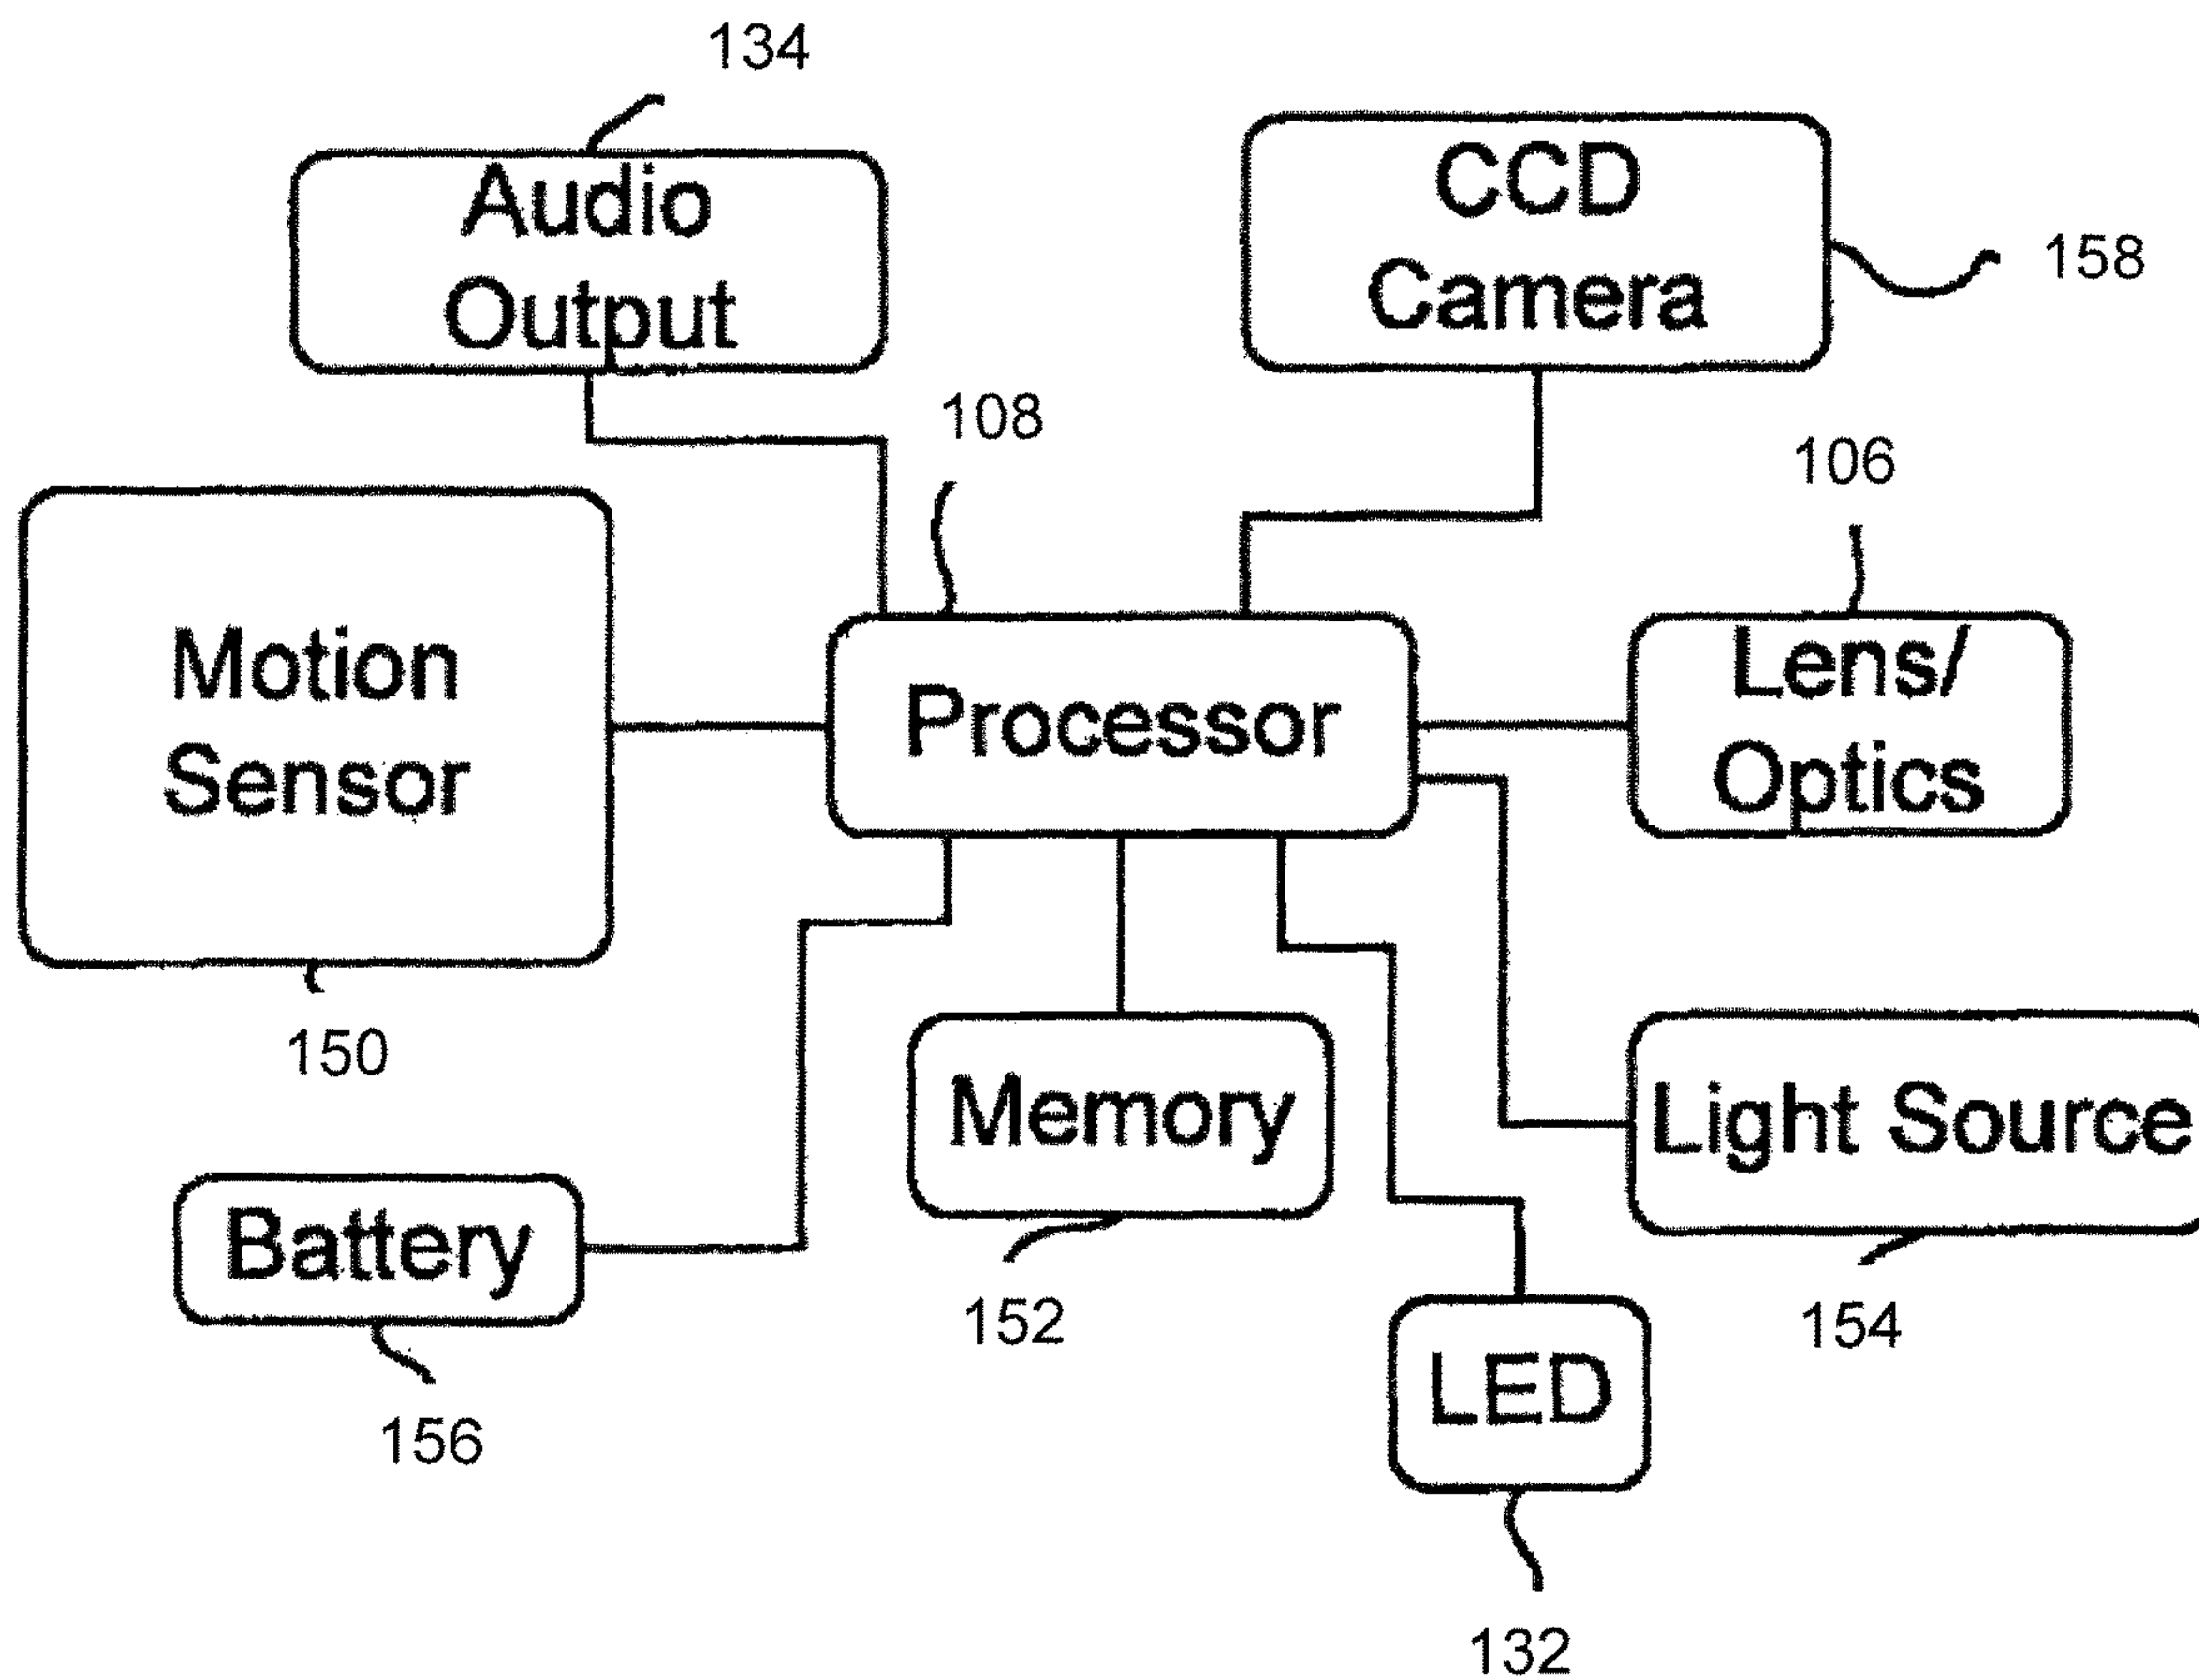 134
Audio
Output
CCD
Camera
158
108
106
Motion
Sensor
Processor
Lens/
Optics
150
Memory
Light Source
Battery
152
154
LED
156
132